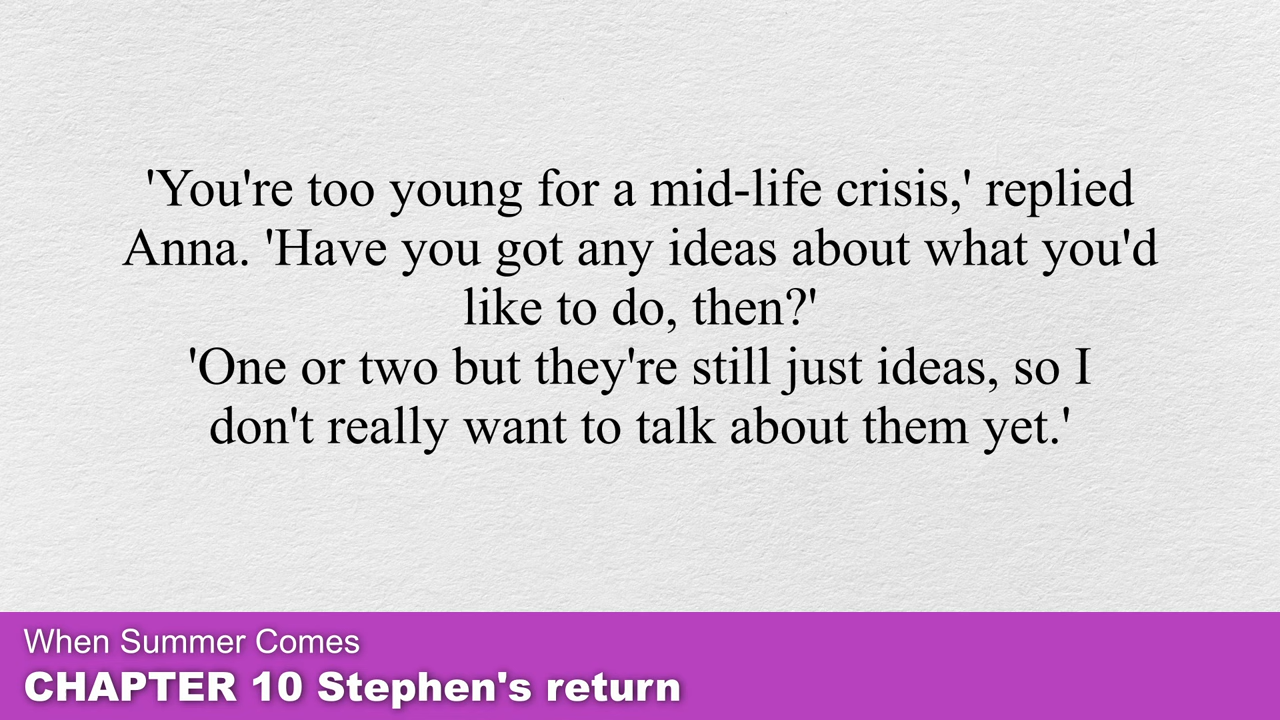 'You're too young for a mid-life crisis,' replied
Anna. 'Have you got any ideas about what you'd
like to do, then?'
'One or two but they're still just ideas, so I
don't really want to talk about them yet.'
When Summer Comes
CHAPTER 10 Stephen's return